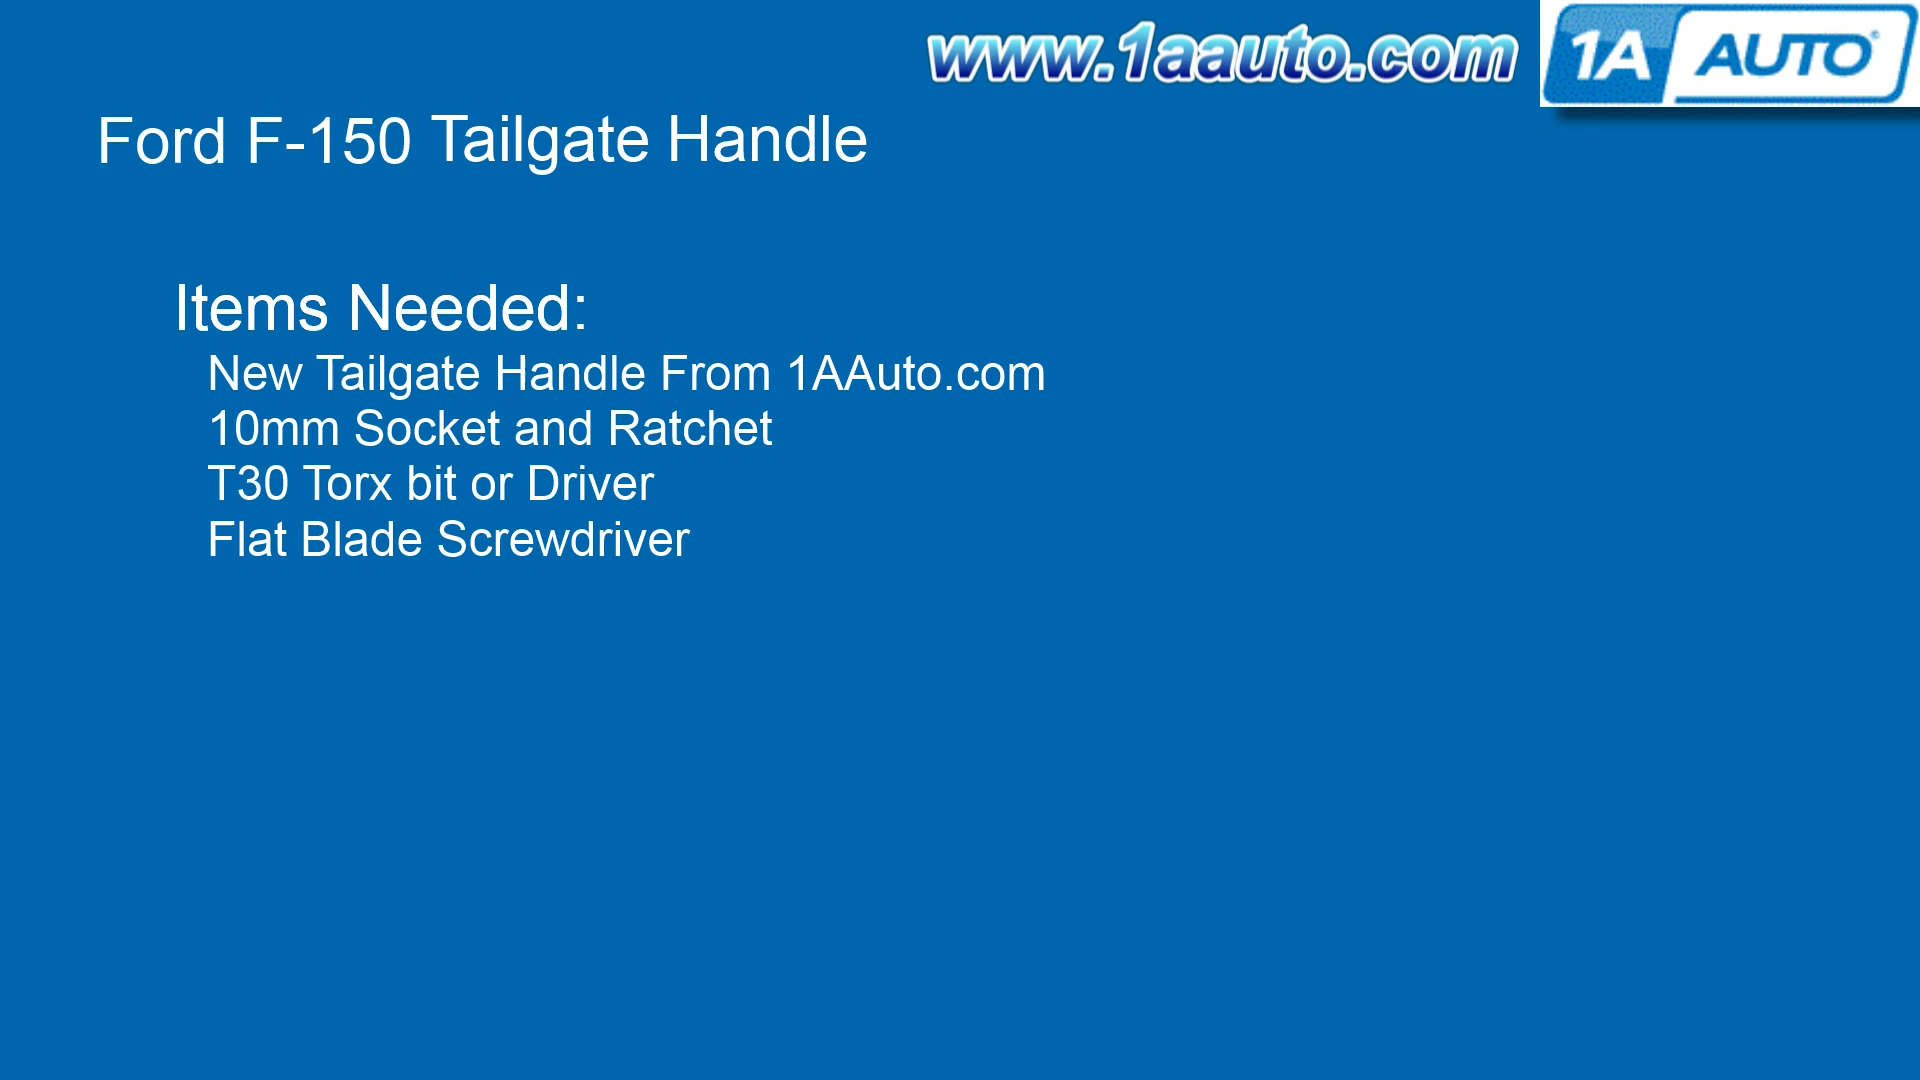 www.1aauto.com
1A AUTO
Ford F-150 Tailgate Handle
Items Needed:
New Tailgate Handle From 1AAuto.com
10mm Socket and Ratchet
T30 Torx bit or Driver
Flat Blade Screwdriver